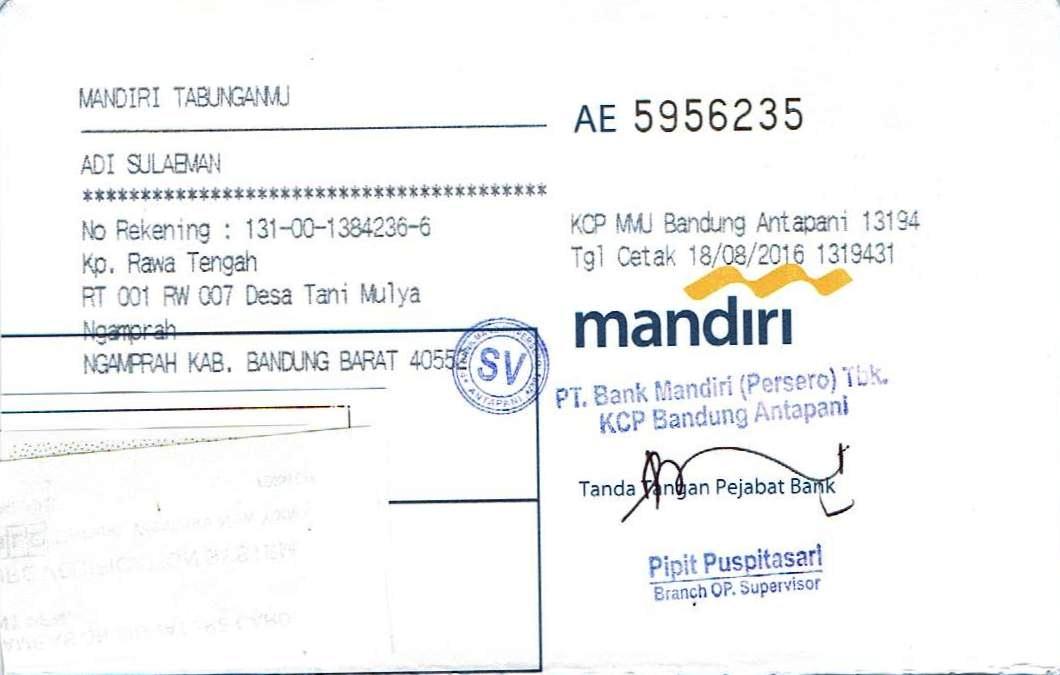 MANDIRI TABUNGANMU
AE 5956235
ADI SULAEMAN
****************************************
No Rekening : 131-00-1384236-6
Kp. Rawa Tengah
RT 001 RW 007 Desa Tani Mulya
Ngamprah
NGAMPRAH KAB. BANDUNG BARAT 40552
KCP MMU Bandung Antapani 13194
Tgl Cetak 18/08/2016 1319431
mandiri
SV
ANTAPANI
PT. Bank Mandiri (Persero) Tbk.
KCP Bandung Antapani
Tanda Tangan Pejabat Bank
Pipit Puspitasari
Branch OP. Supervisor